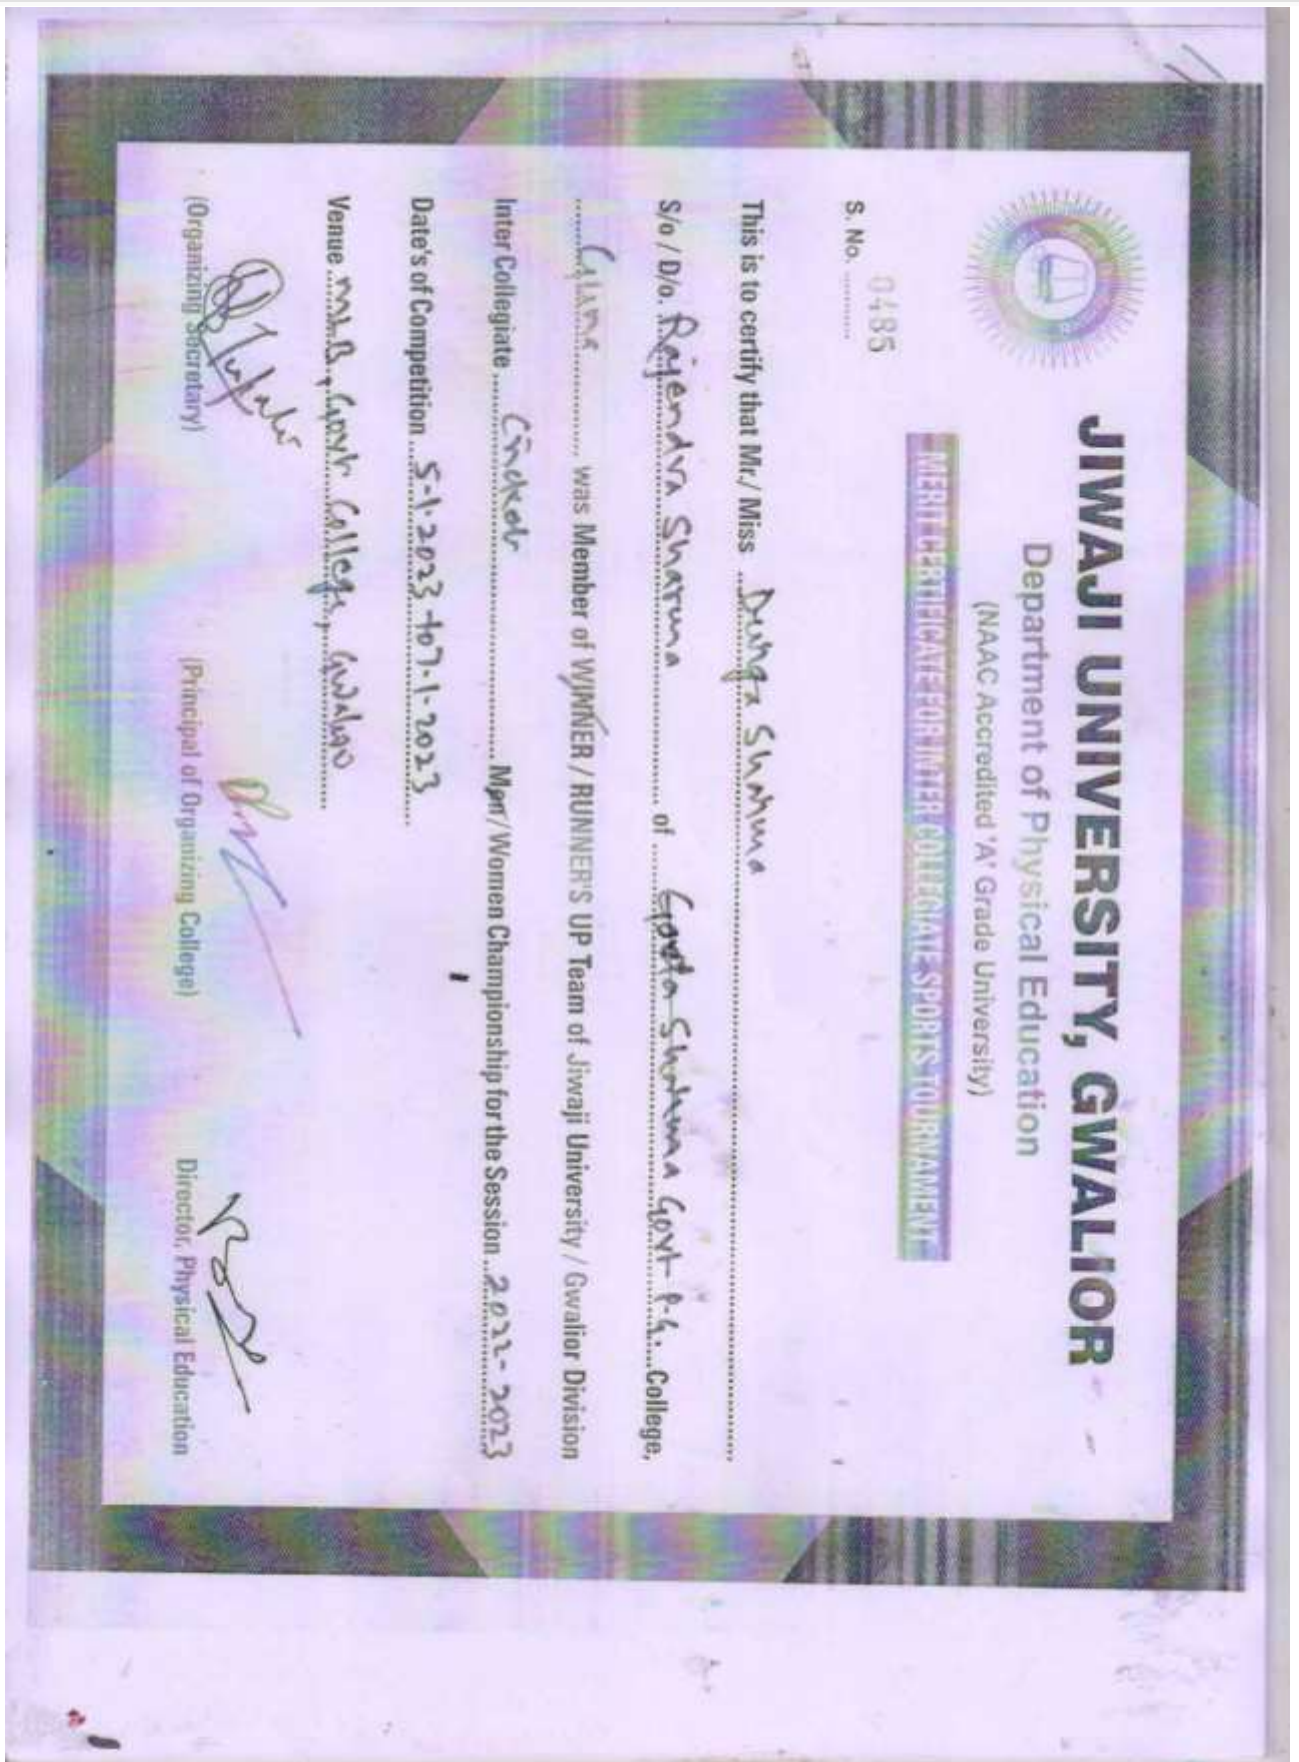 JIWAJI UNIVERSITY, GWALIOR
Department of Physical Education
(NAAC Accredited 'A' Grade University)
MERIT CERTIFICATE FOR INTER COLLEGIATE SPORTS TOURNAMENT
S. No. 0485
This is to certify that Mr./ Miss Durga Sharma
S/o / D/o. Rajendra Sharma of Sharma Govt P.G. College,
was Member of WINNER / RUNNER'S UP Team of Jiwaji University / Gwalior Division
Inter Collegiate Cricket Men/Women Championship for the Session 2022-2023
Date's of Competition 5-1-2023 to 7-1-2023
Venue MLB, Govt College, Gwalior
(Organizing Secretary) (Principal of Organizing College) Director, Physical Education